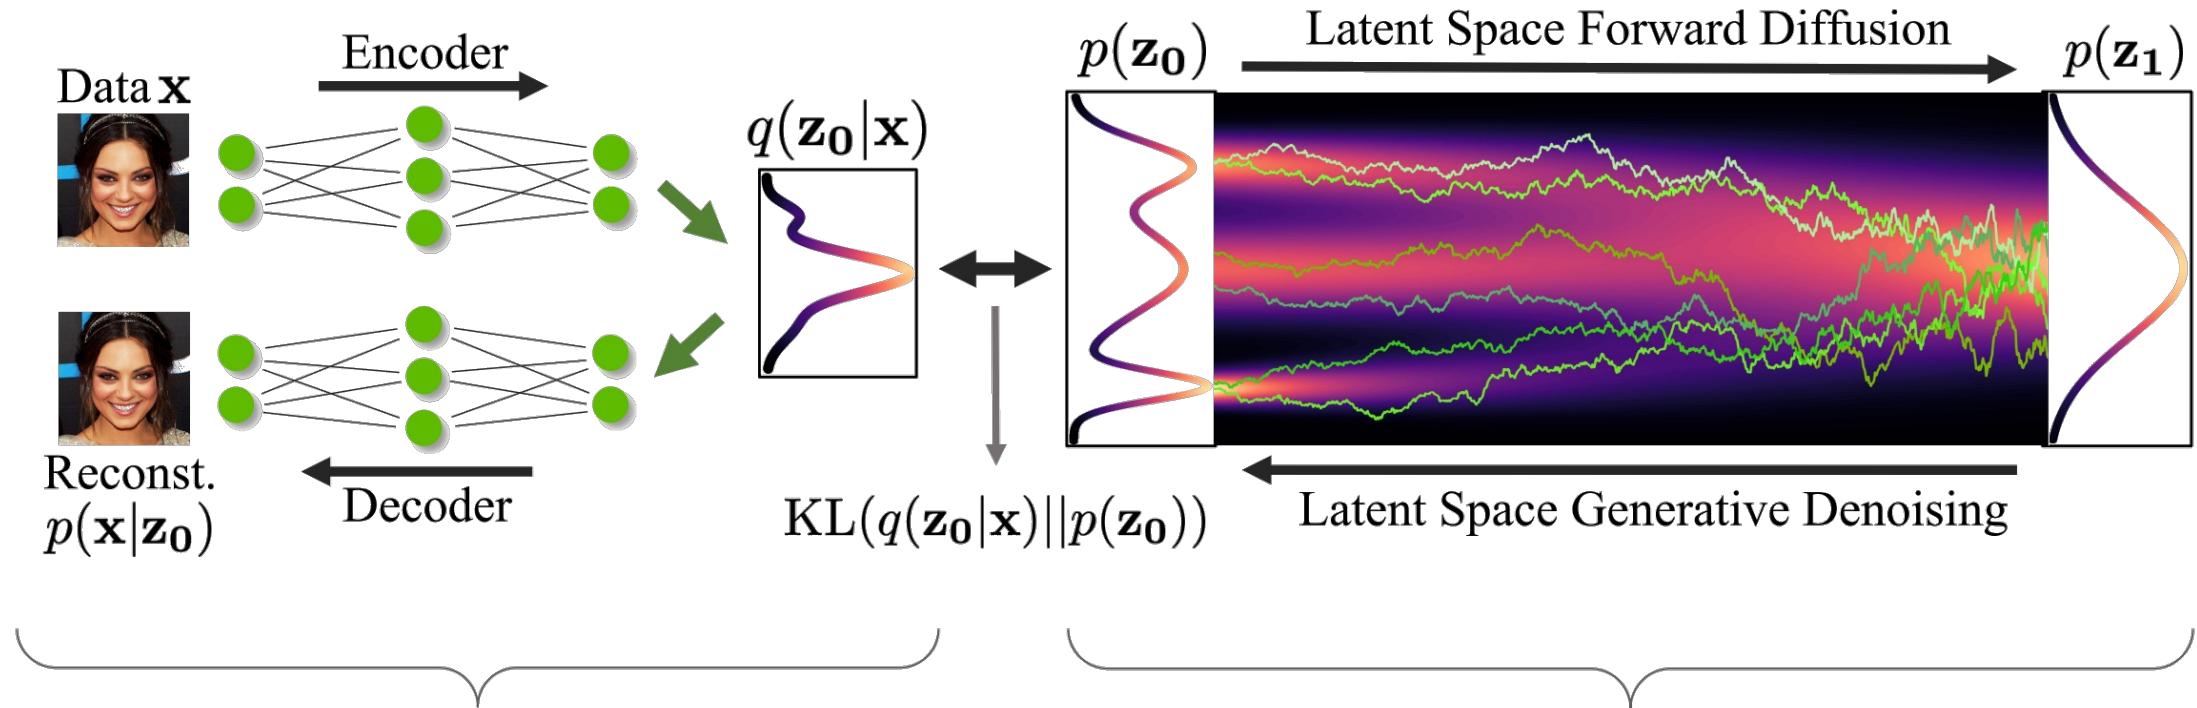 Encoder
Data x
q(z₀|x)
Reconst.
p(x|z₀)
Decoder
KL(q(z₀|x)||p(z₀))
p(z₀)
Latent Space Forward Diffusion
p(z₁)
Latent Space Generative Denoising